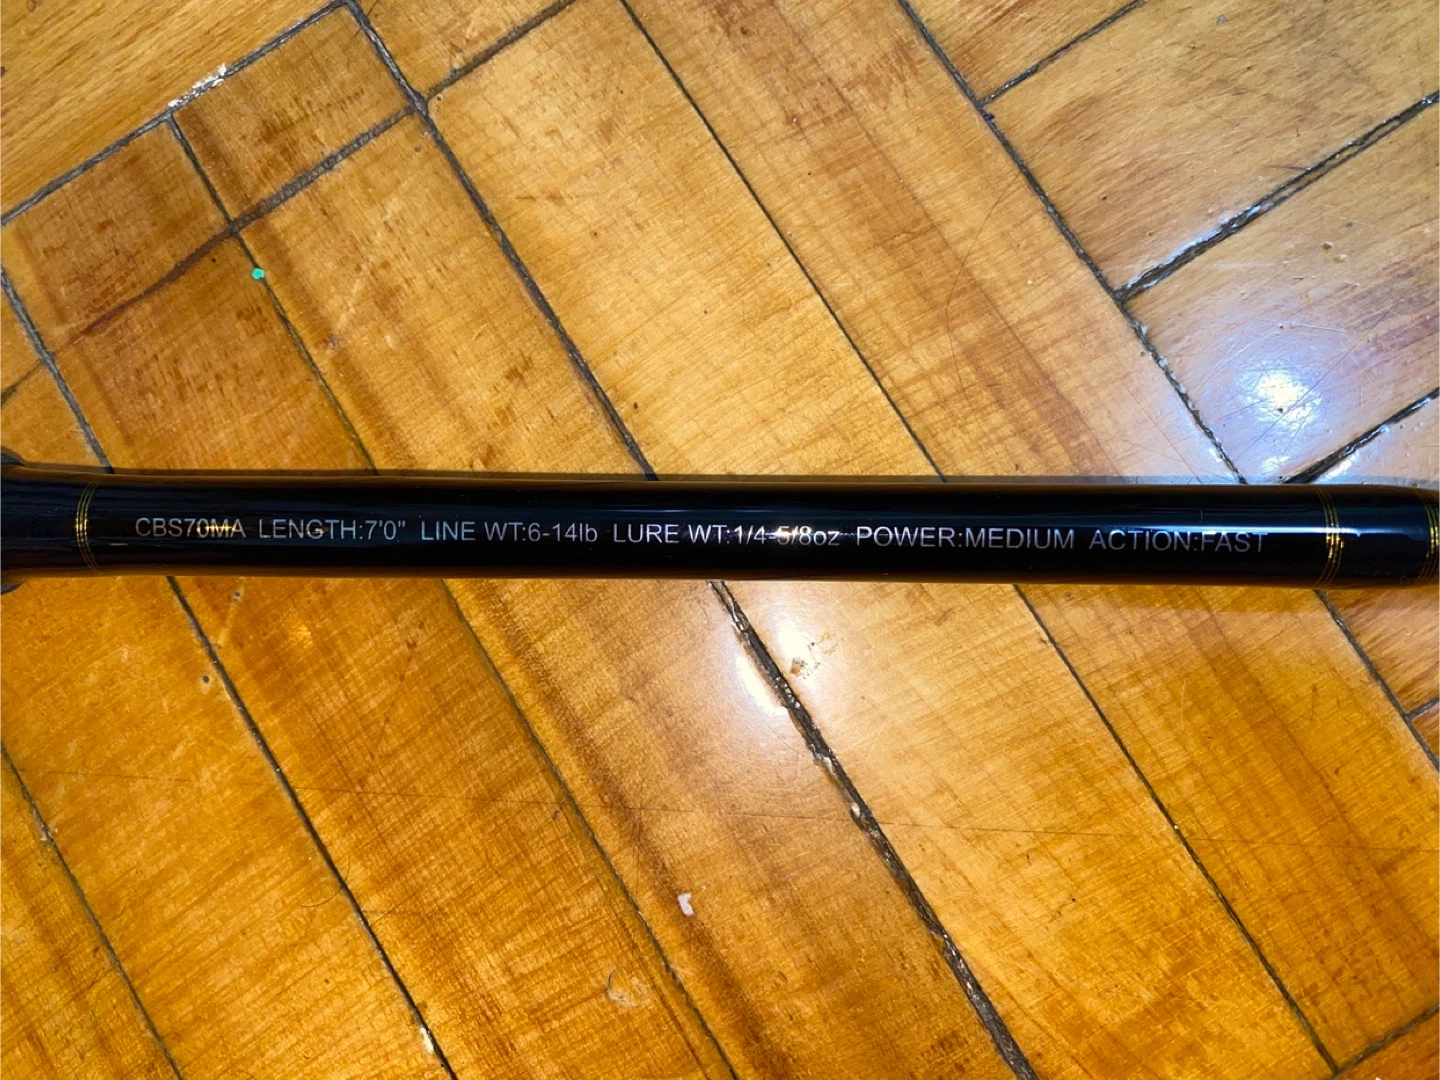 CBS70MA LENGTH:7'0" LINE WT:6-14lb LURE WT:1/4-5/8oz POWER:MEDIUM ACTION:FAST